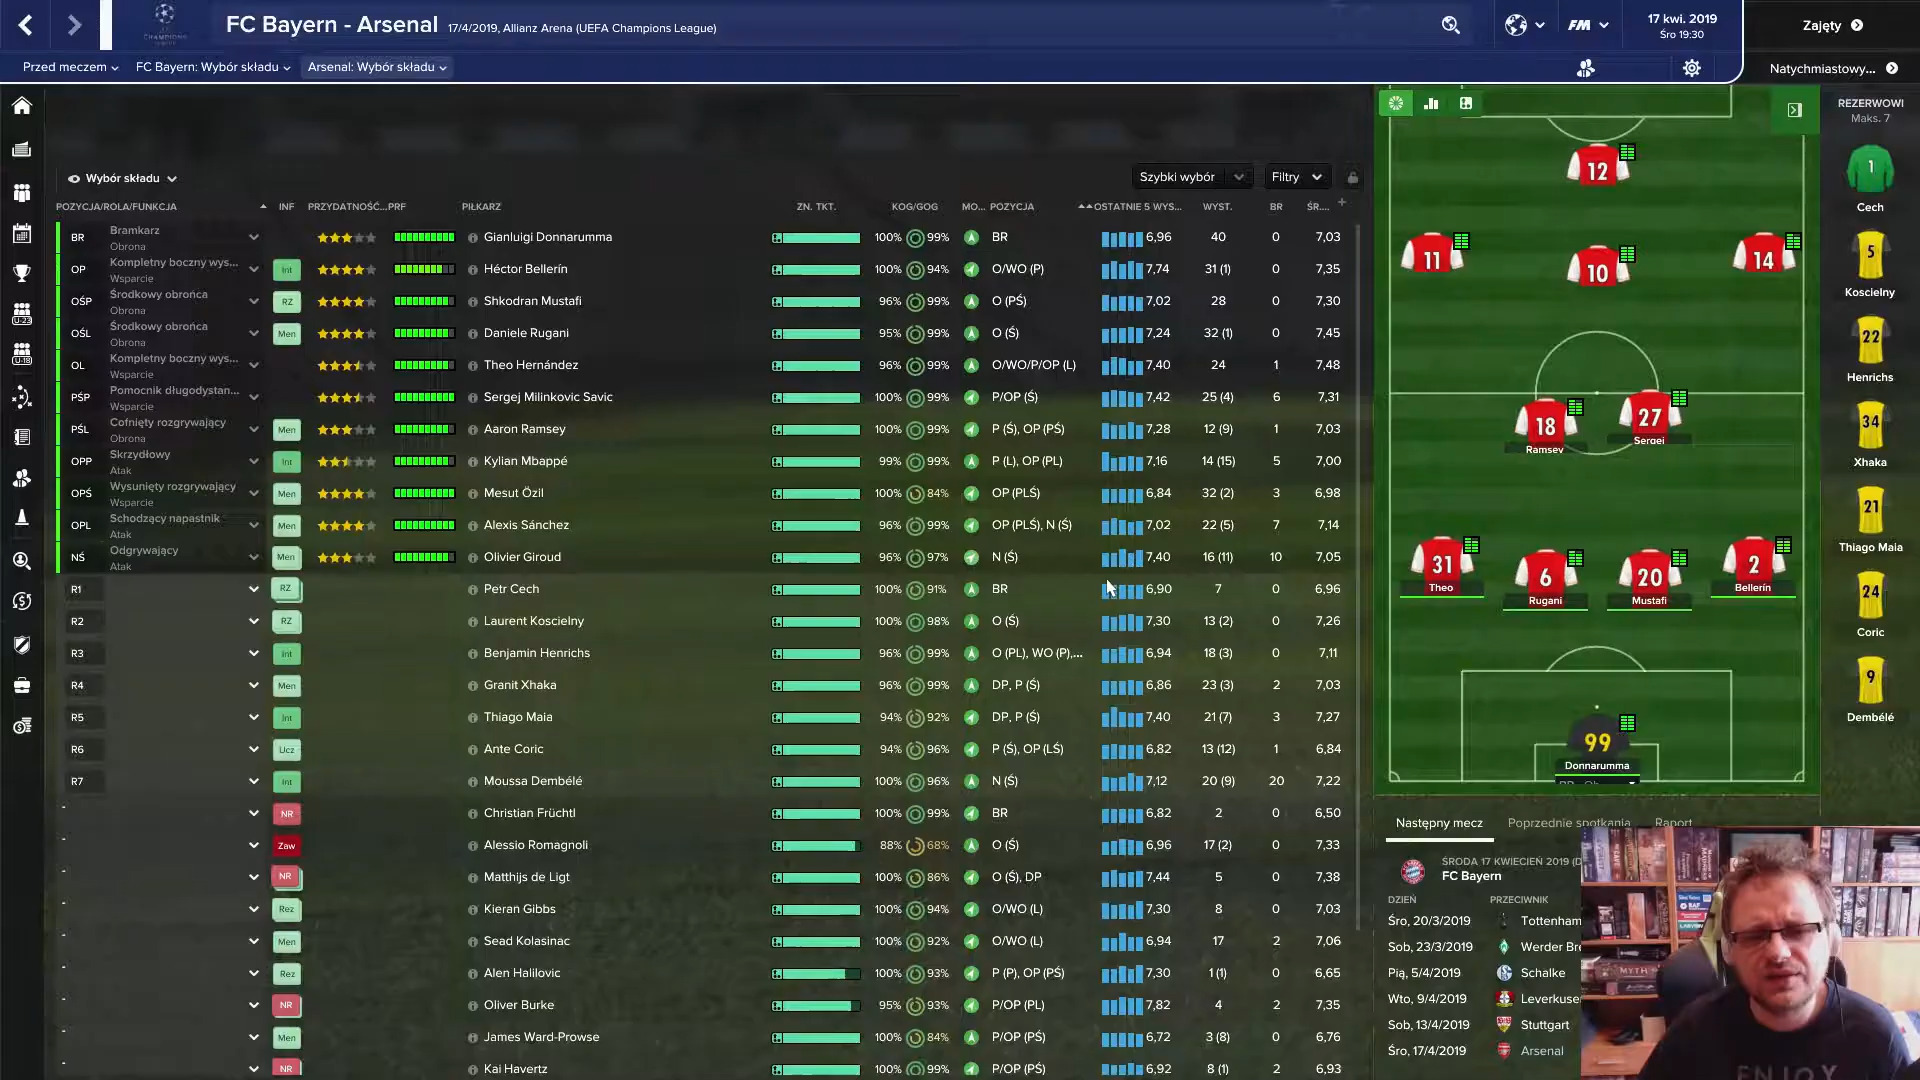 FC Bayern - Arsenal 17/4/2019, Allianz Arena (UEFA Champions League)
CHAMPIONS
FM
17 kwi. 2019
Śro 19:30
Zajęty
Przed meczem FC Bayern: Wybór składu Arsenal: Wybór składu
Natychmiastowy...
Wybór składu
Szybki wybór Filtry
POZYCJA/ROLA/FUNKCJA INF PRZYDATNOŚĆ...PRF PIŁKARZ ZN. TKT. KOG/GOG MO... POZYCJA OSTATNIE 5 WYS... WYST. BR ŚR....
BR Bramkarz Obrona Gianluigi Donnarumma 100% 99% BR 6,96 40 0 7,03
OP Kompletny boczny wys... Wsparcie Int Héctor Bellerín 100% 94% O/WO (P) 7,74 31 (1) 0 7,35
OŚP Środkowy obrońca Obrona RZ Shkodran Mustafi 96% 99% O (PŚ) 7,02 28 0 7,30
OŚL Środkowy obrońca Obrona Men Daniele Rugani 95% 99% O (Ś) 7,24 32 (1) 0 7,45
OL Kompletny boczny wys... Wsparcie Theo Hernández 96% 99% O/WO/P/OP (L) 7,40 24 1 7,48
PŚP Pomocnik długodystan... Wsparcie Sergej Milinkovic Savic 100% 99% P/OP (Ś) 7,42 25 (4) 6 7,31
PŚL Cofnięty rozgrywający Obrona Men Aaron Ramsey 100% 99% P (Ś), OP (PŚ) 7,28 12 (9) 1 7,03
OPP Skrzydłowy Atak Int Kylian Mbappé 99% 99% P (L), OP (PL) 7,16 14 (15) 5 7,00
OPŚ Wysunięty rozgrywający Wsparcie Men Mesut Özil 100% 84% OP (PLŚ) 6,84 32 (2) 3 6,98
OPL Schodzący napastnik Atak Men Alexis Sánchez 96% 99% OP (PLŚ), N (Ś) 7,02 22 (5) 7 7,14
NŚ Odgrywający Atak Men Olivier Giroud 96% 97% N (Ś) 7,40 16 (11) 10 7,05
R1 RZ Petr Cech 100% 91% BR 6,90 7 0 6,96
R2 RZ Laurent Koscielny 100% 98% O (Ś) 7,30 13 (2) 0 7,26
R3 Int Benjamin Henrichs 96% 99% O (PL), WO (P),... 6,94 18 (3) 0 7,11
R4 Men Granit Xhaka 96% 99% DP, P (Ś) 6,86 23 (3) 2 7,03
R5 Int Thiago Maia 94% 92% DP, P (Ś) 7,40 21 (7) 3 7,27
R6 Ucz Ante Coric 94% 96% P (Ś), OP (LŚ) 6,82 13 (12) 1 6,84
R7 Int Moussa Dembélé 100% 96% N (Ś) 7,12 20 (9) 20 7,22
- NR Christian Früchtl 100% 99% BR 6,82 2 0 6,50
- Zaw Alessio Romagnoli 88% 68% O (Ś) 6,96 17 (2) 0 7,33
- NR Matthijs de Ligt 100% 86% O (Ś), DP 7,44 5 0 7,38
- Rez Kieran Gibbs 100% 94% O/WO (L) 7,30 8 0 7,03
- Men Sead Kolasinac 100% 92% O/WO (L) 6,94 17 2 7,06
- Rez Alen Halilovic 100% 93% P (P), OP (PŚ) 7,30 1 (1) 0 6,65
- NR Oliver Burke 95% 93% P/OP (PL) 7,82 4 2 7,35
- Men James Ward-Prowse 100% 84% P/OP (PŚ) 6,72 3 (8) 0 6,76
- NR Kai Havertz 100% 99% P/OP (PŚ) 6,92 8 (1) 2 6,93
U-23
U-18
12
11 10 14
18 27
Ramsey Sergej
31 6 20 2
Theo Rugani Mustafi Bellerín
99
Donnarumma
REZERWOWI
Maks. 7
1
Cech
5
Koscielny
22
Henrichs
34
Xhaka
21
Thiago Maia
24
Coric
9
Dembélé
Następny mecz Poprzednie spotkania Raport
ŚRODA 17 KWIECIEŃ 2019 (D
FC Bayern
DZIEŃ PRZECIWNIK
Śro, 20/3/2019 Tottenham
Sob, 23/3/2019 Werder Bre
Pią, 5/4/2019 Schalke
Wto, 9/4/2019 Leverkuse
Sob, 13/4/2019 Stuttgart
Śro, 17/4/2019 Arsenal
MYTH
ENJOY